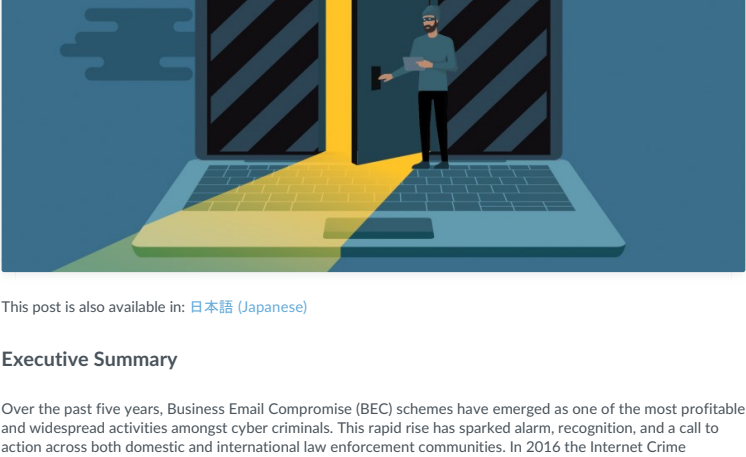 This post is also available in: 日本語 (Japanese)
Executive Summary
Over the past five years, Business Email Compromise (BEC) schemes have emerged as one of the most profitable
and widespread activities amongst cyber criminals. This rapid rise has sparked alarm, recognition, and a call to
action across both domestic and international law enforcement communities. In 2016 the Internet Crime